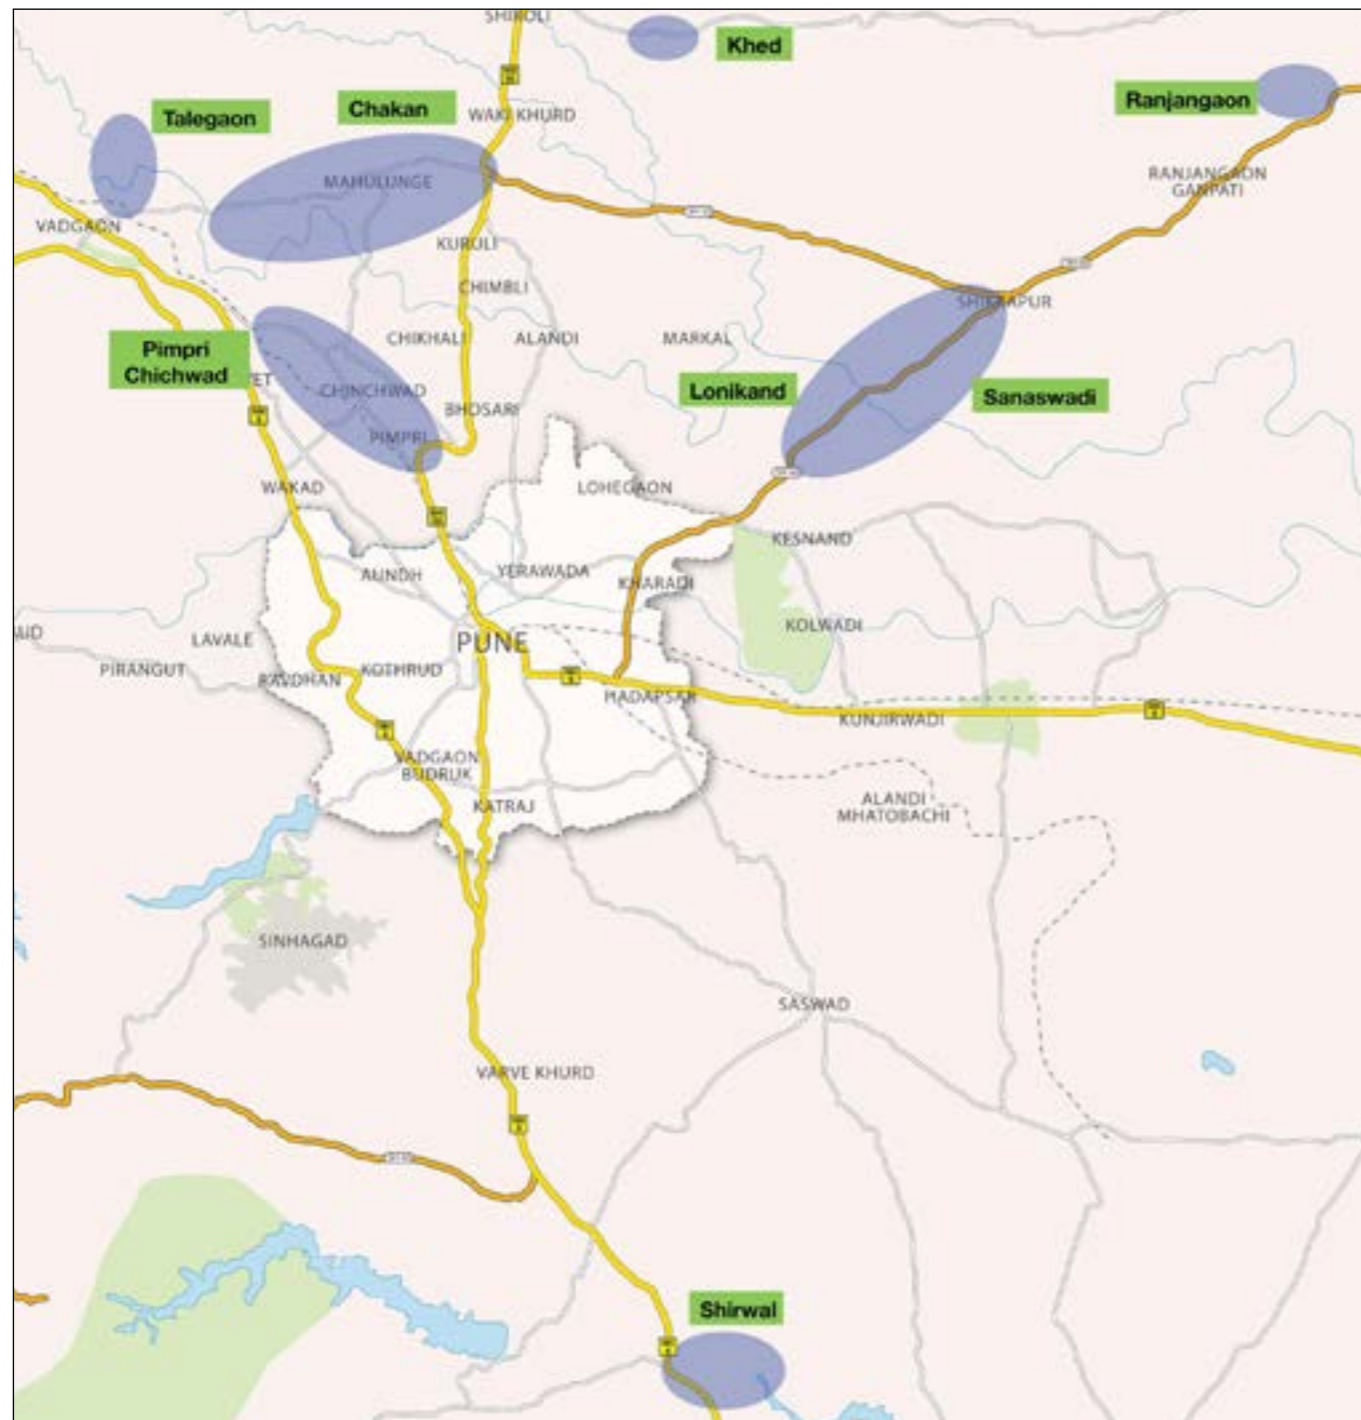 SHIROLI
Khed
Ranjangaon
Talegaon
Chakan
WAKI KHURD
MAHULUNGE
RANJANGAON
GANPATI
VADGAON
KURULI
CHIMBLI
SHIKRAPUR
Pimpri
Chichwad
CHIKHALI
ALANDI
MARKAL
Lonikand
Sanaswadi
CHINCHWAD
BHOSARI
PIMPRI
WAKAD
LOHEGAON
KESNAND
AUNDH
YERAWADA
KHARADI
KOLWADI
LAVALE
PUNE
PIRANGUT
BAVDHAN
KOTHRUD
HADAPSAR
KUNJIRWADI
VADGAON
BUDRUK
KATRAJ
ALANDI
MHATOBACHI
SINHAGAD
SASWAD
VARVE KHURD
Shirwal